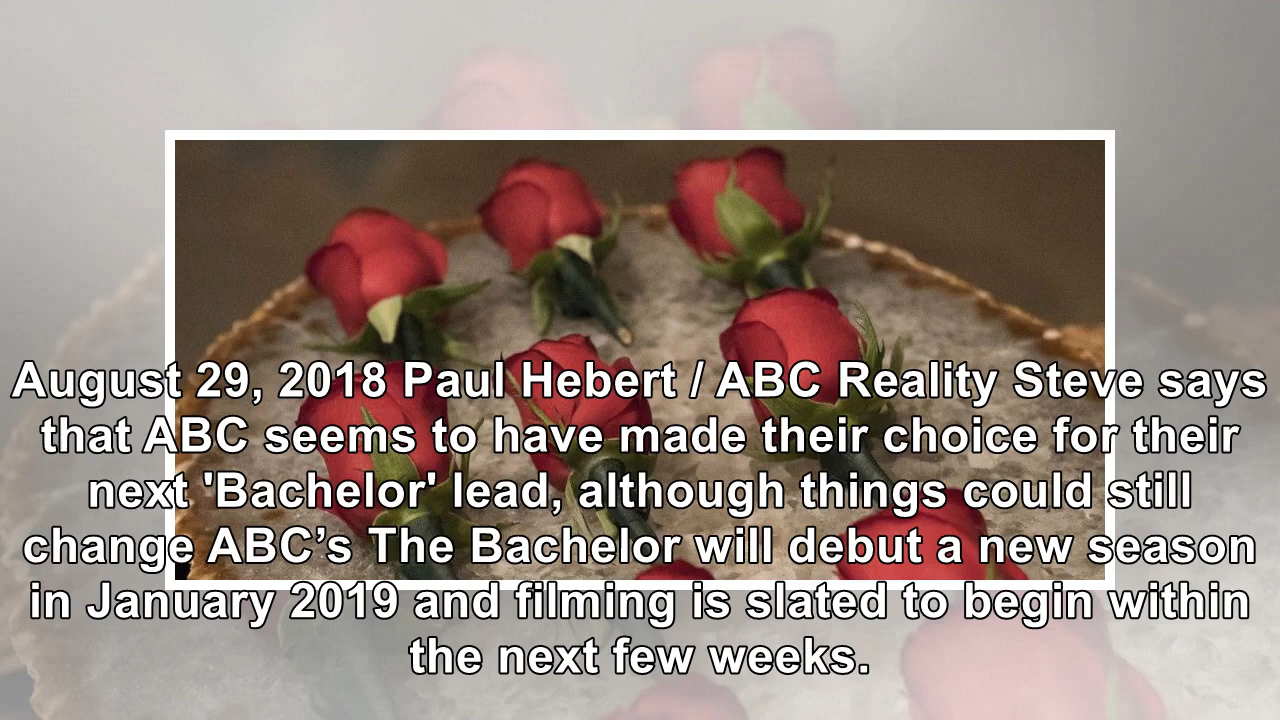 August 29, 2018 Paul Hebert / ABC Reality Steve says
that ABC seems to have made their choice for their
next 'Bachelor' lead, although things could still
change ABC’s The Bachelor will debut a new season
in January 2019 and filming is slated to begin within
the next few weeks.